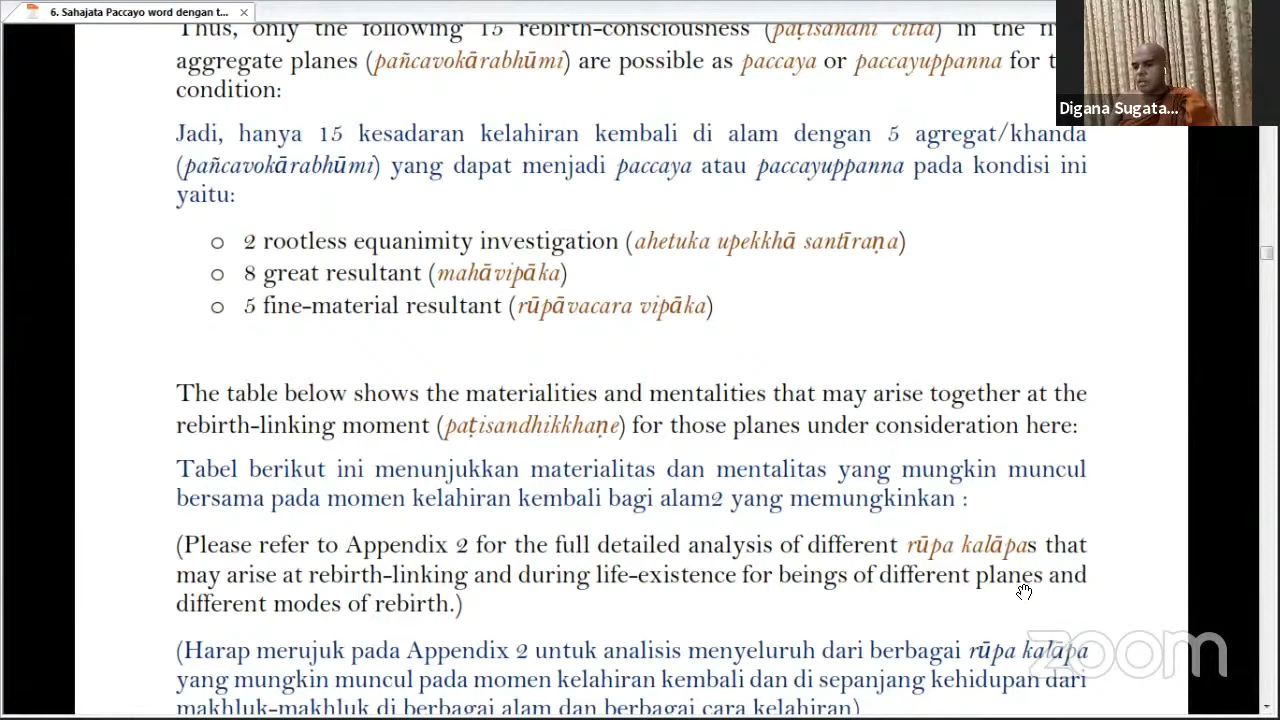 6. Sahajata Paccayo word dengan t...
Thus, only the following 15 rebirth-consciousness (paṭisandhi citta) in the
aggregate planes (pañcavokārabhūmi) are possible as paccaya or paccayuppanna for
condition:
Jadi, hanya 15 kesadaran kelahiran kembali di alam dengan 5 agregat/khanda
(pañcavokārabhūmi) yang dapat menjadi paccaya atau paccayuppanna pada kondisi ini
yaitu:
o 2 rootless equanimity investigation (ahetuka upekkhā santīraṇa)
o 8 great resultant (mahāvipāka)
o 5 fine-material resultant (rūpāvacara vipāka)
The table below shows the materialities and mentalities that may arise together at the
rebirth-linking moment (paṭisandhikkhaṇe) for those planes under consideration here:
Tabel berikut ini menunjukkan materialitas dan mentalitas yang mungkin muncul
bersama pada momen kelahiran kembali bagi alam2 yang memungkinkan :
(Please refer to Appendix 2 for the full detailed analysis of different rūpa kalāpas that
may arise at rebirth-linking and during life-existence for beings of different planes and
different modes of rebirth.)
(Harap merujuk pada Appendix 2 untuk analisis menyeluruh dari berbagai rūpa kalāpa
yang mungkin muncul pada momen kelahiran kembali dan di sepanjang kehidupan dari
makhluk-makhluk di berbagai alam dan berbagai cara kelahiran)
Digana Sugata...
zoom